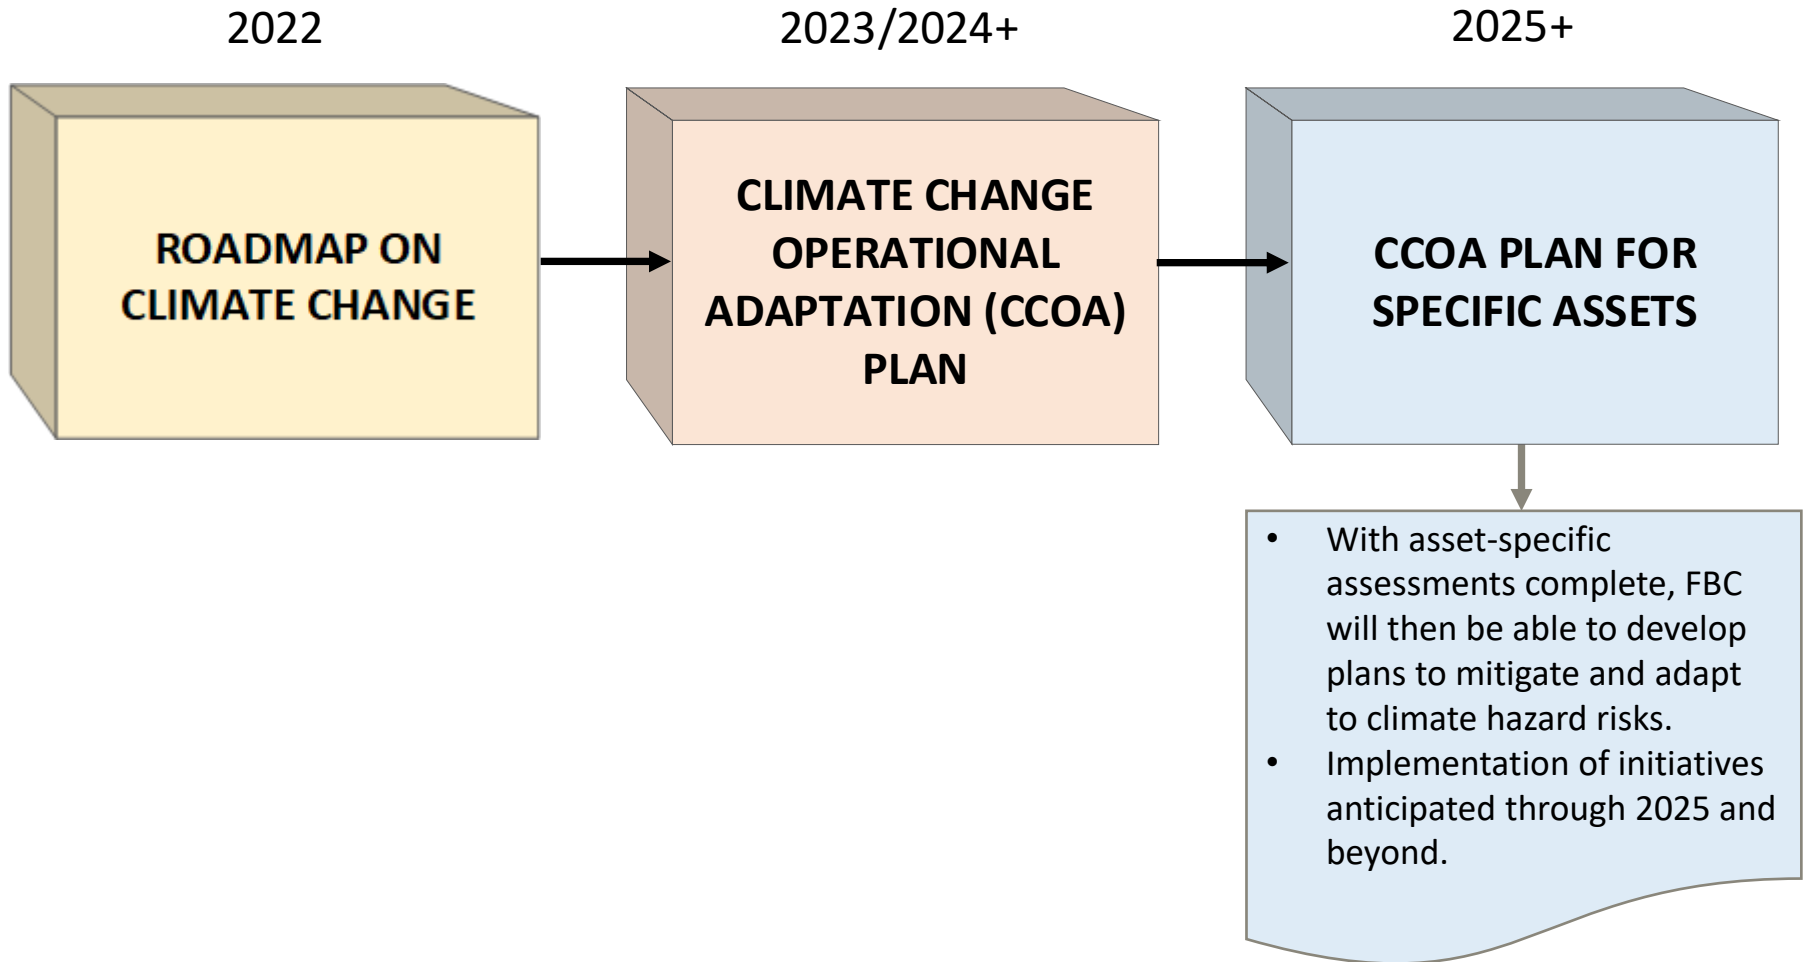 2022
2023/2024+
2025+
ROADMAP ON
CLIMATE CHANGE
CLIMATE CHANGE
OPERATIONAL
ADAPTATION (CCOA)
PLAN
CCOA PLAN FOR
SPECIFIC ASSETS
• With asset-specific
assessments complete, FBC
will then be able to develop
plans to mitigate and adapt
to climate hazard risks.
• Implementation of initiatives
anticipated through 2025 and
beyond.